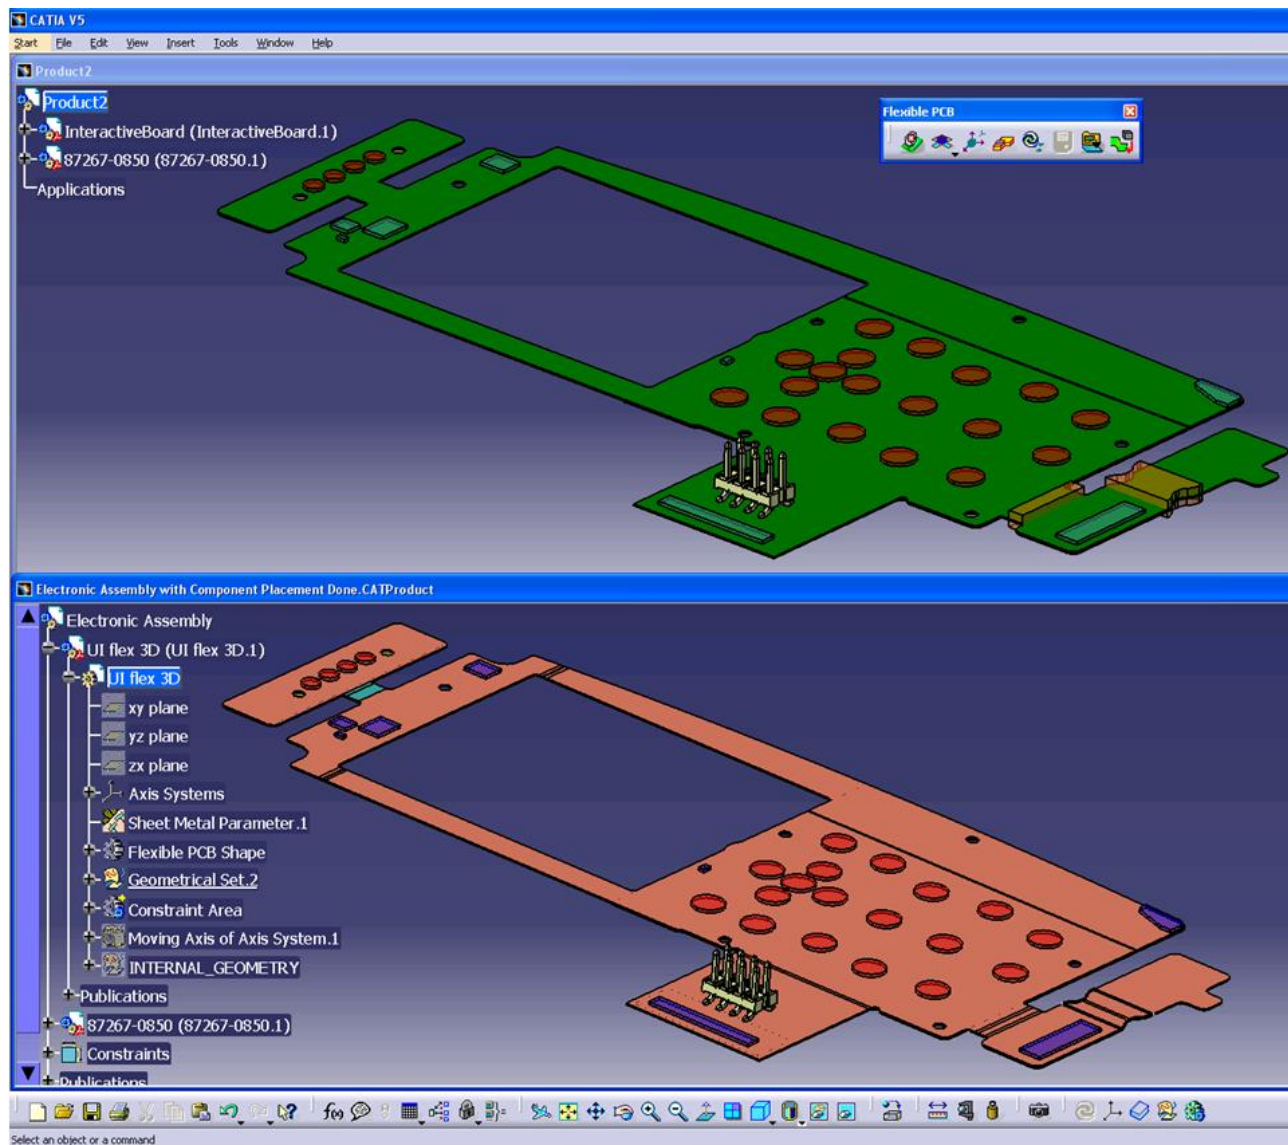 CATIA V5
Start File Edit View Insert Tools Window Help
Product2
Product2
InteractiveBoard (InteractiveBoard.1)
87267-0850 (87267-0850.1)
Applications
Flexible PCB
Electronic Assembly with Component Placement Done.CATProduct
Electronic Assembly
UI flex 3D (UI flex 3D.1)
UI flex 3D
xy plane
yz plane
zx plane
Axis Systems
Sheet Metal Parameter.1
Flexible PCB Shape
Geometrical Set.2
Constraint Area
Moving Axis of Axis System.1
INTERNAL_GEOMETRY
Publications
87267-0850 (87267-0850.1)
Constraints
Publications
f(x)
Select an object or a command